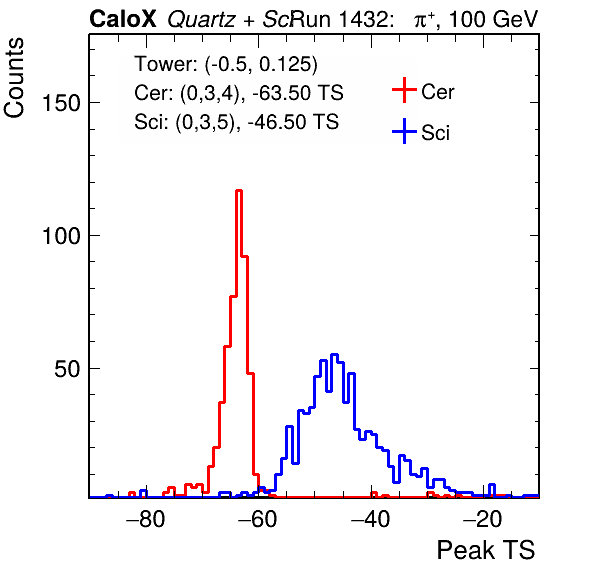 CaloX Quartz + ScRun 1432: π⁺, 100 GeV
Counts
Tower: (-0.5, 0.125)
Cer: (0,3,4), -63.50 TS
Sci: (0,3,5), -46.50 TS
Cer
Sci
150
100
50
−80 −60 −40 −20
Peak TS